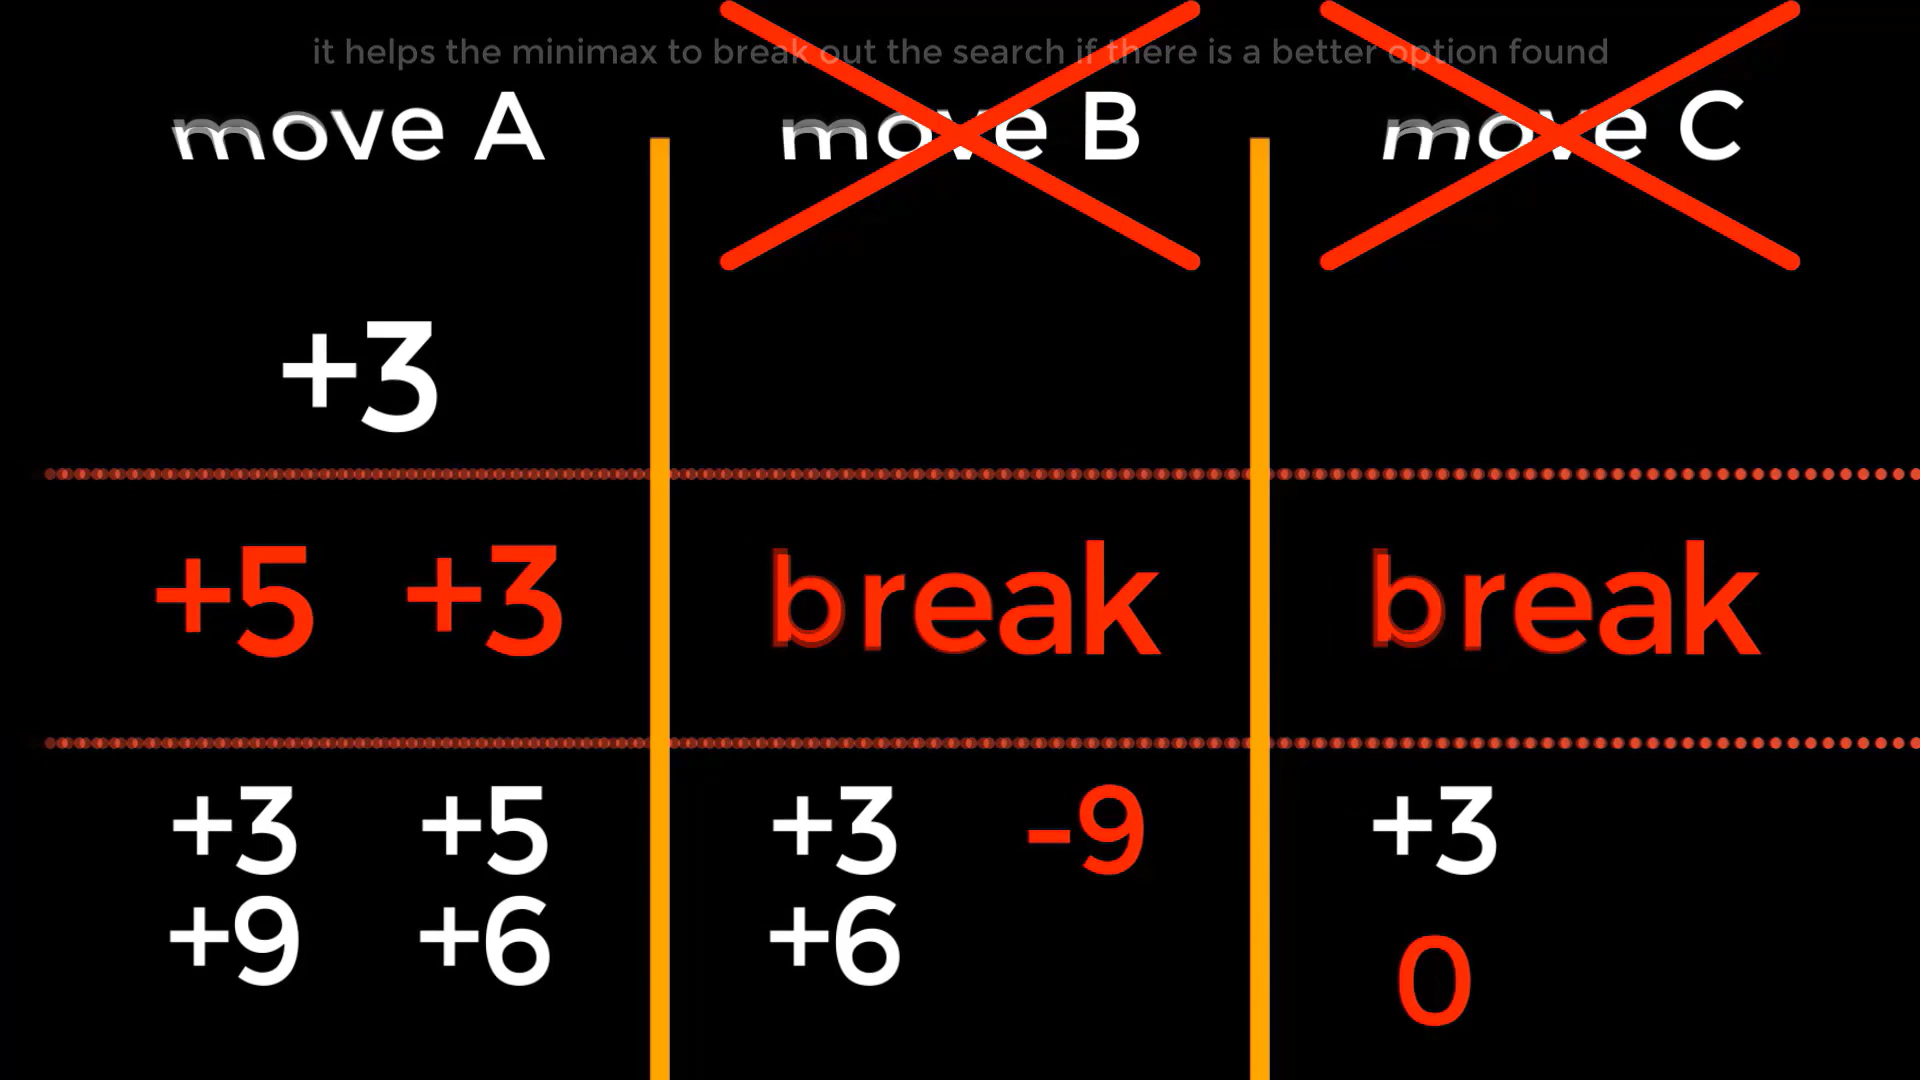 it helps the minimax to break out the search if there is a better option found
move A move B move C
+3
+5 +3 break break
+3 +5 +3 -9 +3
+9 +6 +6
0